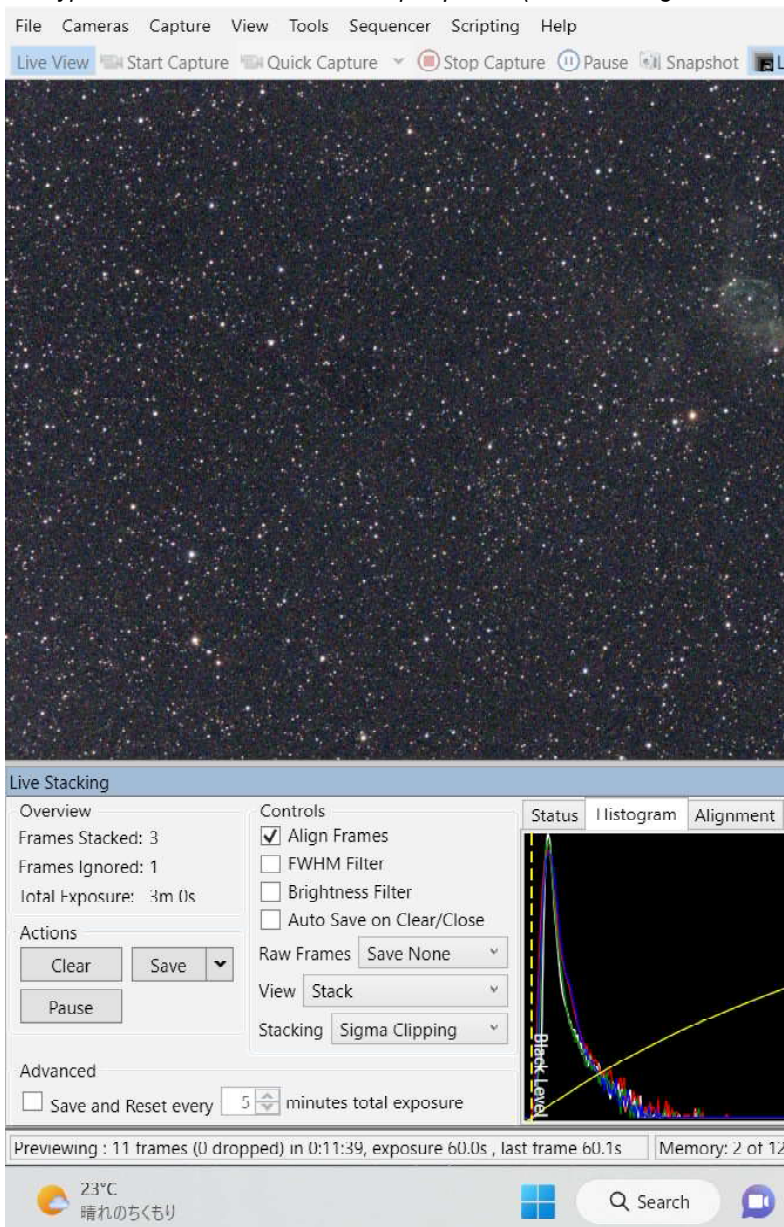 File Cameras Capture View Tools Sequencer Scripting Help
Live View Start Capture Quick Capture Stop Capture Pause Snapshot L
Live Stacking
Overview
Frames Stacked: 3
Frames Ignored: 1
Total Exposure: 3m 0s
Actions
Clear Save
Pause
Controls
Align Frames
FWHM Filter
Brightness Filter
Auto Save on Clear/Close
Raw Frames Save None
View Stack
Stacking Sigma Clipping
Status Histogram Alignment
Black Level
Advanced
Save and Reset every 5 minutes total exposure
Previewing : 11 frames (0 dropped) in 0:11:39, exposure 60.0s , last frame 60.1s Memory: 2 of 12
23°C
晴れのちくもり
Search